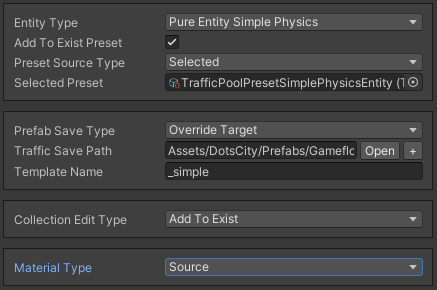 Entity Type Pure Entity Simple Physics
Add To Exist Preset
Preset Source Type Selected
Selected Preset TrafficPoolPresetSimplePhysicsEntity (T
Prefab Save Type Override Target
Traffic Save Path Assets/DotsCity/Prefabs/Gameflo Open +
Template Name _simple
Collection Edit Type Add To Exist
Material Type Source